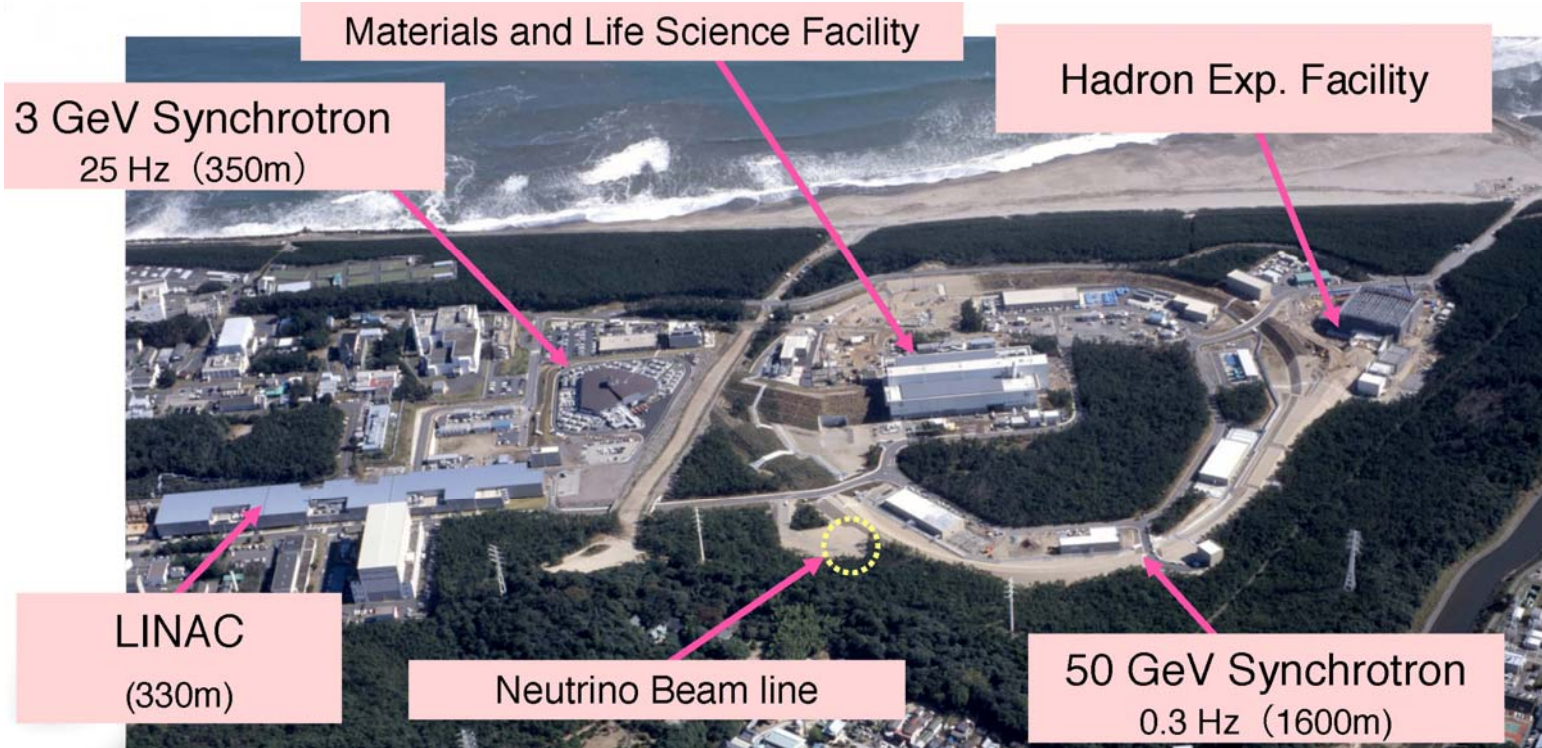 Materials and Life Science Facility
Hadron Exp. Facility
3 GeV Synchrotron
25 Hz（350m）
LINAC
(330m)
Neutrino Beam line
50 GeV Synchrotron
0.3 Hz（1600m）